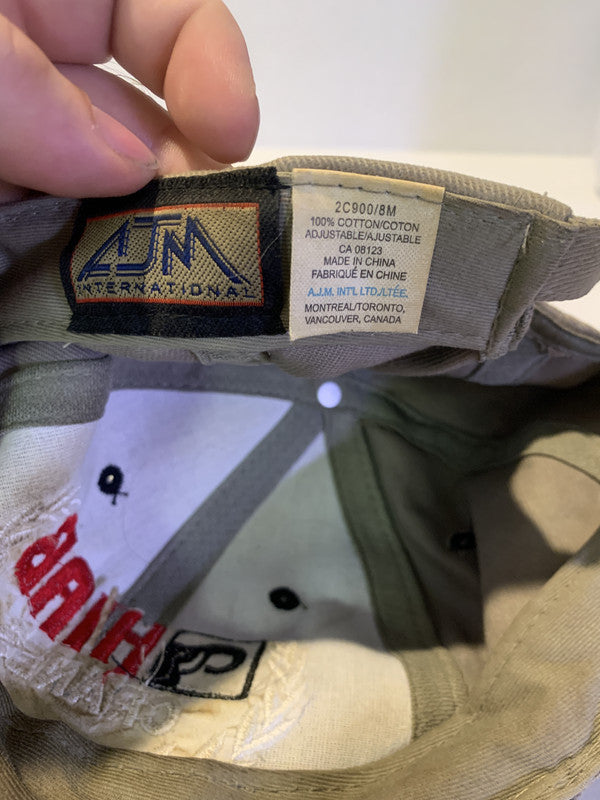 AJM
INTERNATIONAL
2C900/8M
100% COTTON/COTON
ADJUSTABLE/AJUSTABLE
CA 08123
MADE IN CHINA
FABRIQUÉ EN CHINE
A.J.M. INT'L LTD./LTÉE.
MONTREAL/TORONTO,
VANCOUVER, CANADA